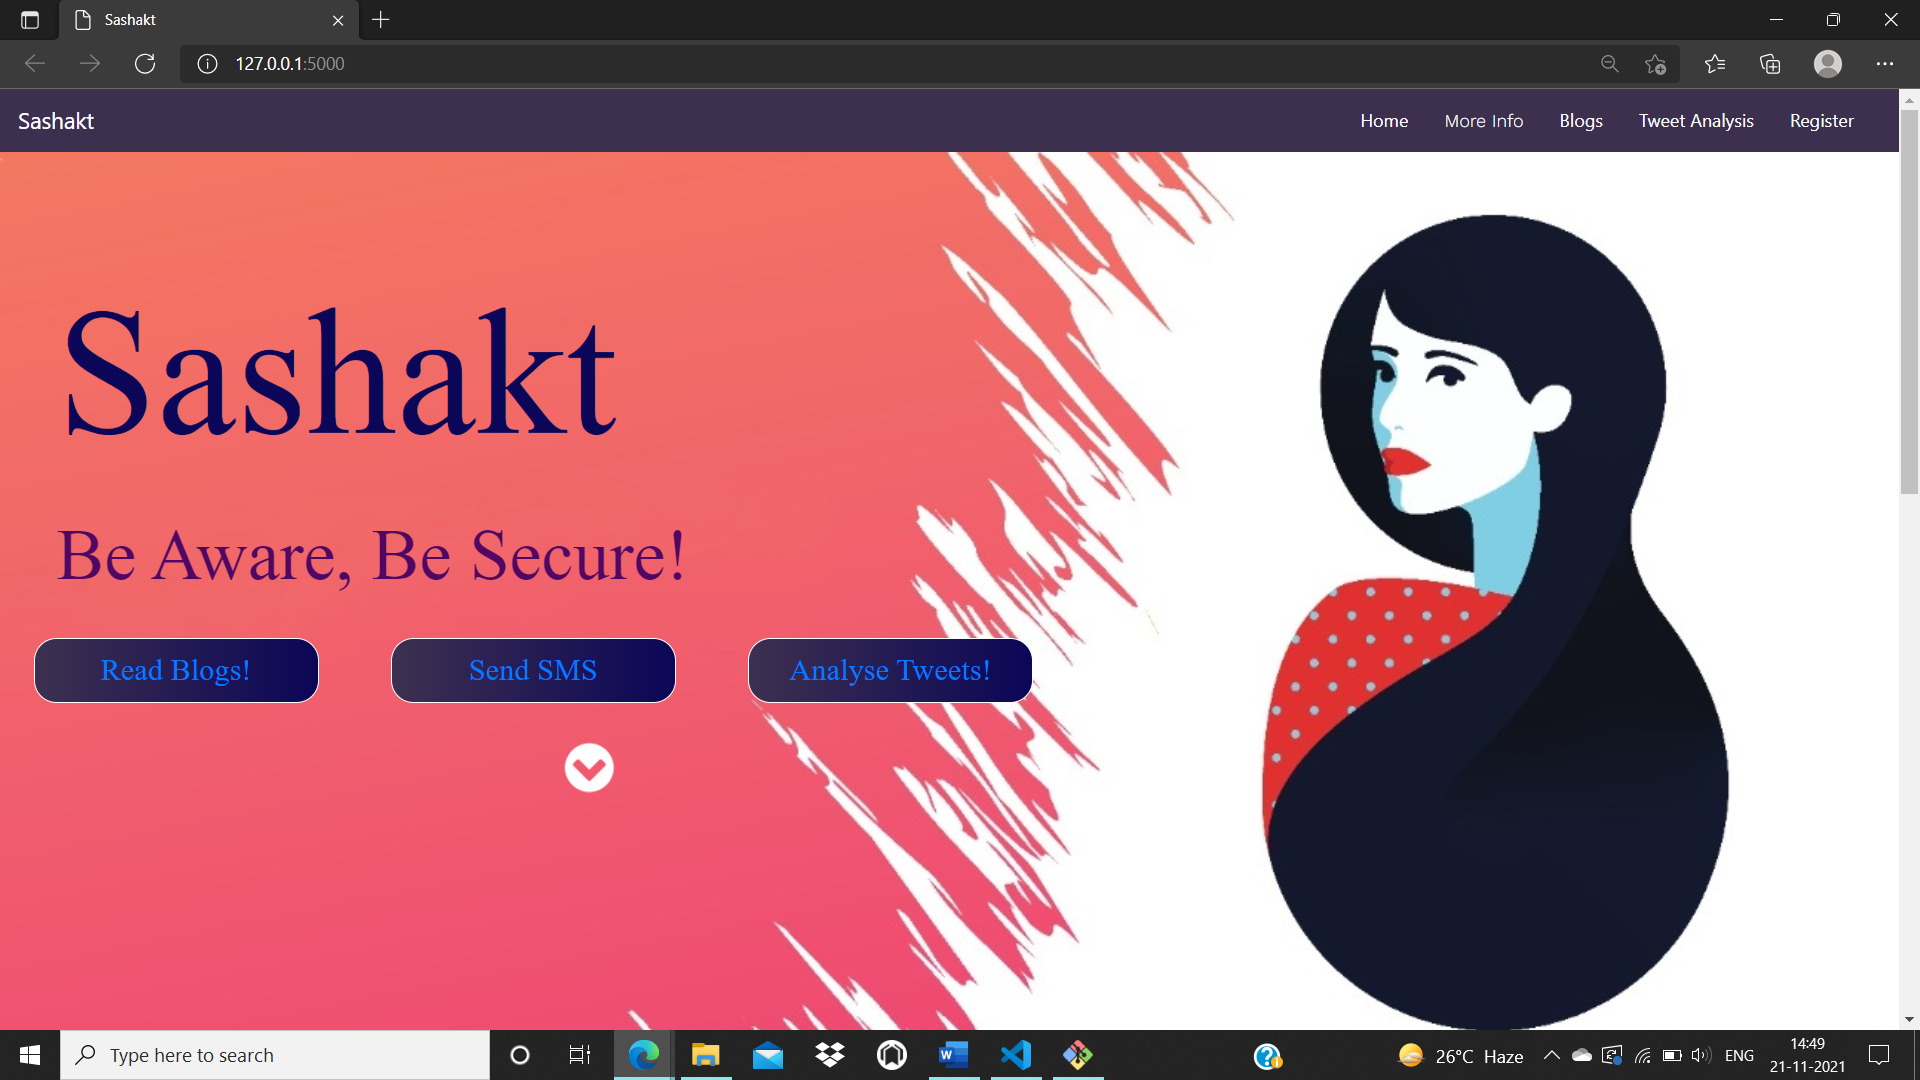 Sashakt
127.0.0.1:5000
Sashakt
Home More Info Blogs Tweet Analysis Register
Sashakt
Be Aware, Be Secure!
Read Blogs! Send SMS Analyse Tweets!
Type here to search
26°C Haze
ENG
14:49
21-11-2021